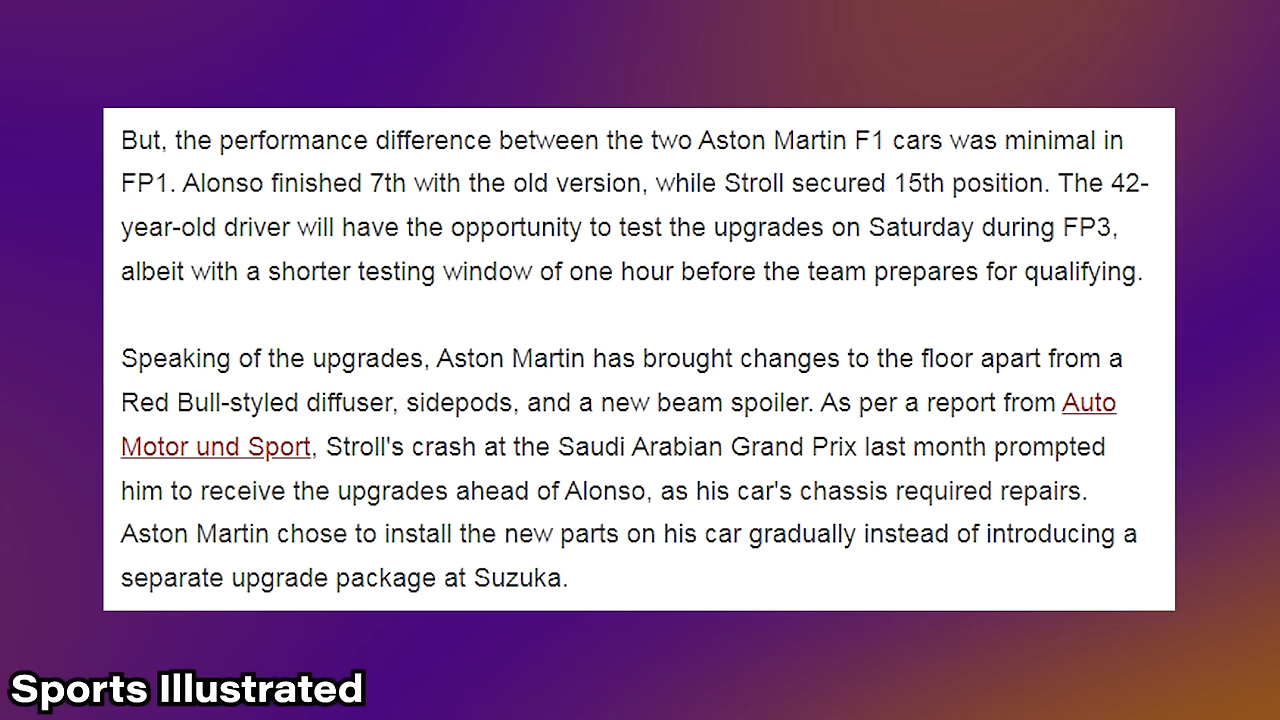 But, the performance difference between the two Aston Martin F1 cars was minimal in
FP1. Alonso finished 7th with the old version, while Stroll secured 15th position. The 42-
year-old driver will have the opportunity to test the upgrades on Saturday during FP3,
albeit with a shorter testing window of one hour before the team prepares for qualifying.
Speaking of the upgrades, Aston Martin has brought changes to the floor apart from a
Red Bull-styled diffuser, sidepods, and a new beam spoiler. As per a report from Auto
Motor und Sport, Stroll's crash at the Saudi Arabian Grand Prix last month prompted
him to receive the upgrades ahead of Alonso, as his car's chassis required repairs.
Aston Martin chose to install the new parts on his car gradually instead of introducing a
separate upgrade package at Suzuka.
Sports Illustrated